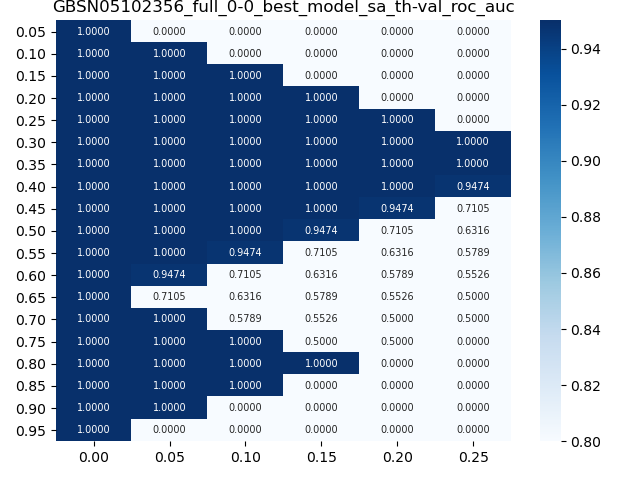 GBSN05102356_full_0-0_best_model_sa_th-val_roc_auc
0.05 1.0000 0.0000 0.0000 0.0000 0.0000 0.0000
0.10 1.0000 1.0000 0.0000 0.0000 0.0000 0.0000
0.15 1.0000 1.0000 1.0000 0.0000 0.0000 0.0000
0.20 1.0000 1.0000 1.0000 1.0000 0.0000 0.0000
0.25 1.0000 1.0000 1.0000 1.0000 1.0000 0.0000
0.30 1.0000 1.0000 1.0000 1.0000 1.0000 1.0000
0.35 1.0000 1.0000 1.0000 1.0000 1.0000 1.0000
0.40 1.0000 1.0000 1.0000 1.0000 1.0000 0.9474
0.45 1.0000 1.0000 1.0000 1.0000 0.9474 0.7105
0.50 1.0000 1.0000 1.0000 0.9474 0.7105 0.6316
0.55 1.0000 1.0000 0.9474 0.7105 0.6316 0.5789
0.60 1.0000 0.9474 0.7105 0.6316 0.5789 0.5526
0.65 1.0000 0.7105 0.6316 0.5789 0.5526 0.5000
0.70 1.0000 1.0000 0.5789 0.5526 0.5000 0.5000
0.75 1.0000 1.0000 1.0000 0.5000 0.5000 0.0000
0.80 1.0000 1.0000 1.0000 1.0000 0.0000 0.0000
0.85 1.0000 1.0000 1.0000 0.0000 0.0000 0.0000
0.90 1.0000 1.0000 0.0000 0.0000 0.0000 0.0000
0.95 1.0000 0.0000 0.0000 0.0000 0.0000 0.0000
0.00 0.05 0.10 0.15 0.20 0.25
0.94
0.92
0.90
0.88
0.86
0.84
0.82
0.80